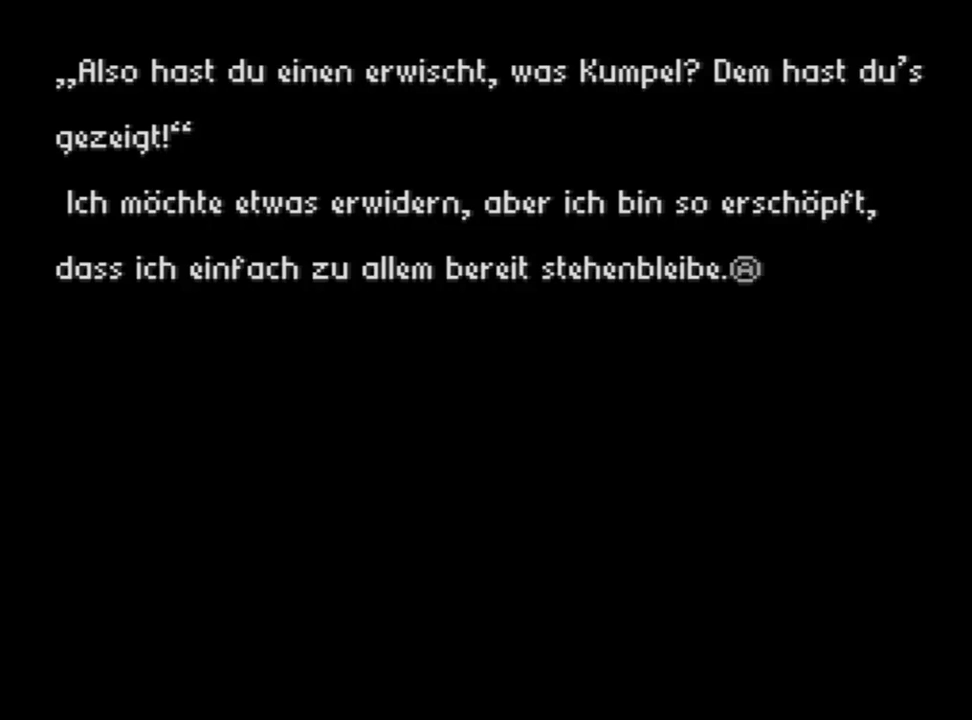 „Also hast du einen erwischt, was Kumpel? Dem hast du’s
gezeigt!“
Ich möchte etwas erwidern, aber ich bin so erschöpft,
dass ich einfach zu allem bereit stehenbleibe.Ⓐ